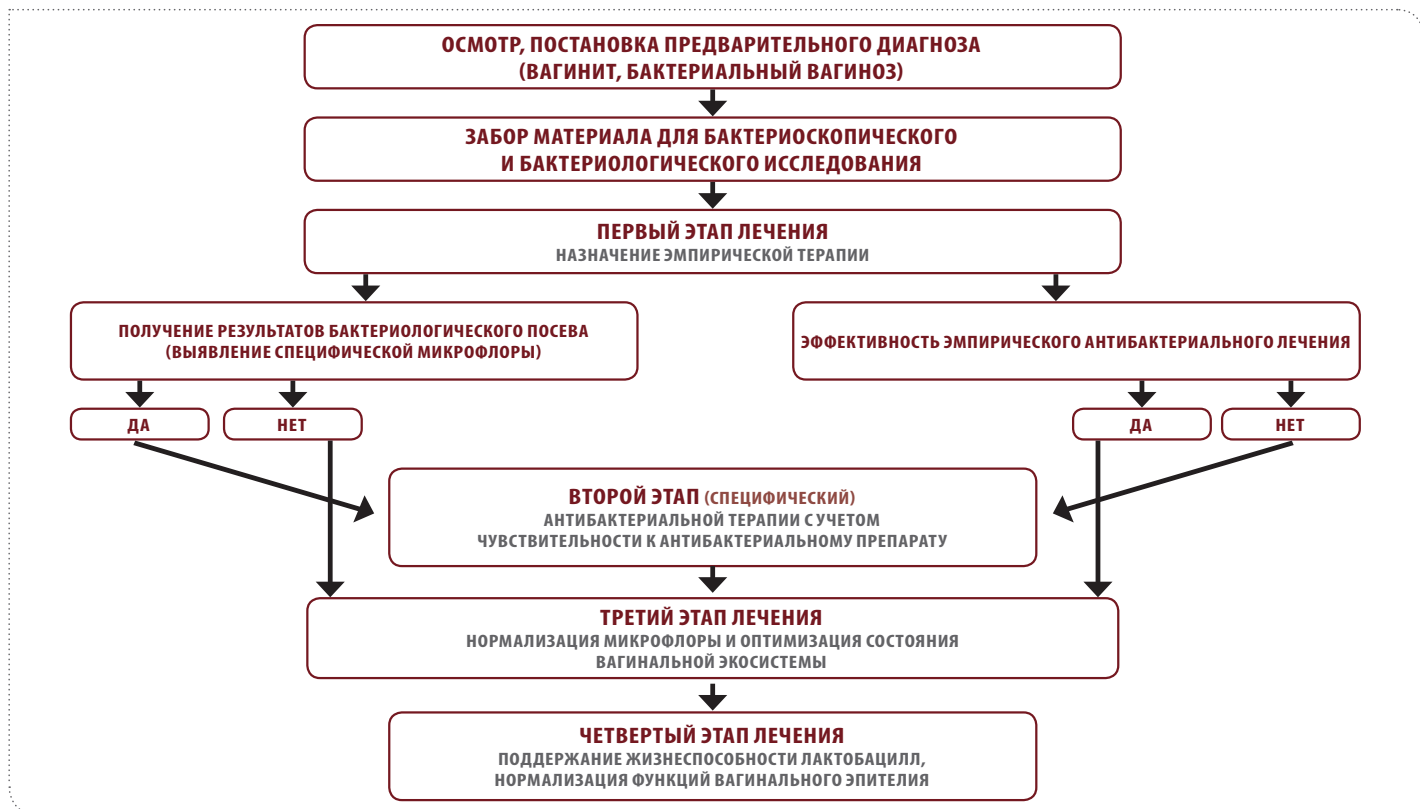 ОСМОТР, ПОСТАНОВКА ПРЕДВАРИТЕЛЬНОГО ДИАГНОЗА
(ВАГИНИТ, БАКТЕРИАЛЬНЫЙ ВАГИНОЗ)
ЗАБОР МАТЕРИАЛА ДЛЯ БАКТЕРИОСКОПИЧЕСКОГО
И БАКТЕРИОЛОГИЧЕСКОГО ИССЛЕДОВАНИЯ
ПЕРВЫЙ ЭТАП ЛЕЧЕНИЯ
НАЗНАЧЕНИЕ ЭМПИРИЧЕСКОЙ ТЕРАПИИ
ПОЛУЧЕНИЕ РЕЗУЛЬТАТОВ БАКТЕРИОЛОГИЧЕСКОГО ПОСЕВА
(ВЫЯВЛЕНИЕ СПЕЦИФИЧЕСКОЙ МИКРОФЛОРЫ)
ЭФФЕКТИВНОСТЬ ЭМПИРИЧЕСКОГО АНТИБАКТЕРИАЛЬНОГО ЛЕЧЕНИЯ
ДА
НЕТ
ДА
НЕТ
ВТОРОЙ ЭТАП (СПЕЦИФИЧЕСКИЙ)
АНТИБАКТЕРИАЛЬНОЙ ТЕРАПИИ С УЧЕТОМ
ЧУВСТВИТЕЛЬНОСТИ К АНТИБАКТЕРИАЛЬНОМУ ПРЕПАРАТУ
ТРЕТИЙ ЭТАП ЛЕЧЕНИЯ
НОРМАЛИЗАЦИЯ МИКРОФЛОРЫ И ОПТИМИЗАЦИЯ СОСТОЯНИЯ
ВАГИНАЛЬНОЙ ЭКОСИСТЕМЫ
ЧЕТВЕРТЫЙ ЭТАП ЛЕЧЕНИЯ
ПОДДЕРЖАНИЕ ЖИЗНЕСПОСОБНОСТИ ЛАКТОБАЦИЛЛ,
НОРМАЛИЗАЦИЯ ФУНКЦИЙ ВАГИНАЛЬНОГО ЭПИТЕЛИЯ